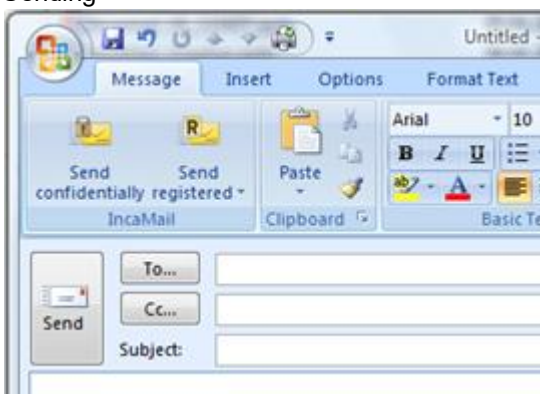 Untitled -
Message Insert Options Format Text
Arial 10
Send confidentially Send registered Paste
B I U
IncaMail Clipboard Basic Te
To...
Cc...
Send
Subject: